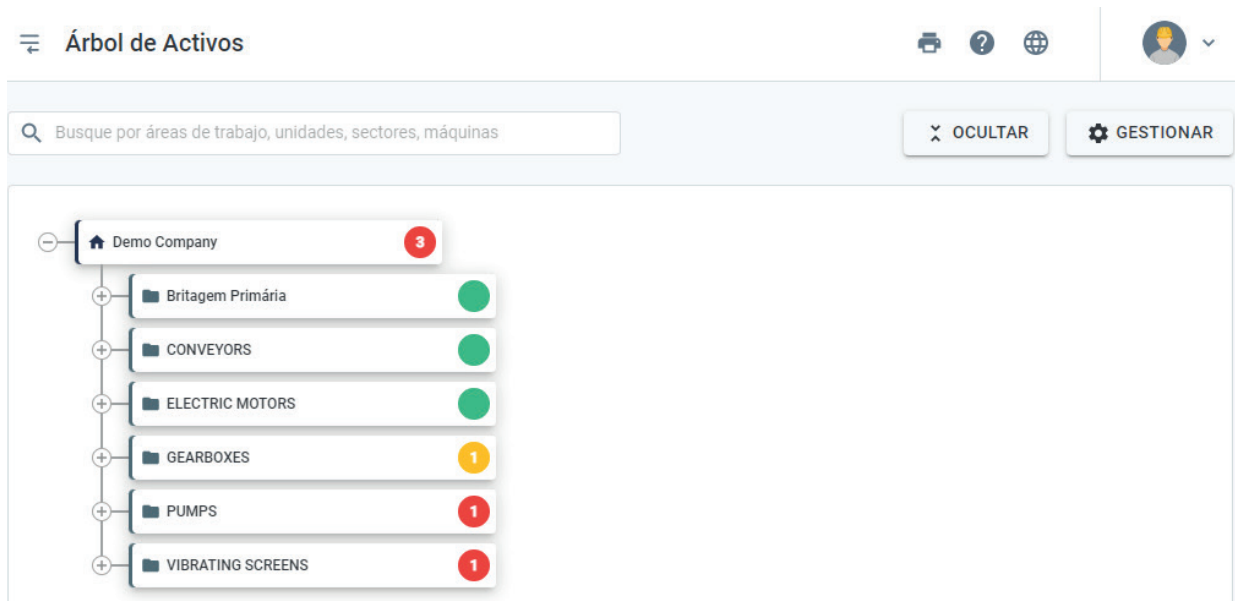 Árbol de Activos
Busque por áreas de trabajo, unidades, sectores, máquinas
OCULTAR
GESTIONAR
Demo Company 3
Britagem Primária
CONVEYORS
ELECTRIC MOTORS
GEARBOXES 1
PUMPS 1
VIBRATING SCREENS 1